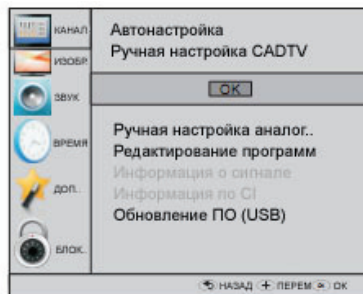 КАНАЛ
ИЗОБР.
ЗВУК
ВРЕМЯ
ДОП..
БЛОК.
Автонастройка
Ручная настройка CADTV
OK
Ручная настройка аналог..
Редактирование программ
Информация о сигнале
Информация по CI
Обновление ПО (USB)
НАЗАД ПЕРЕМ. ОК